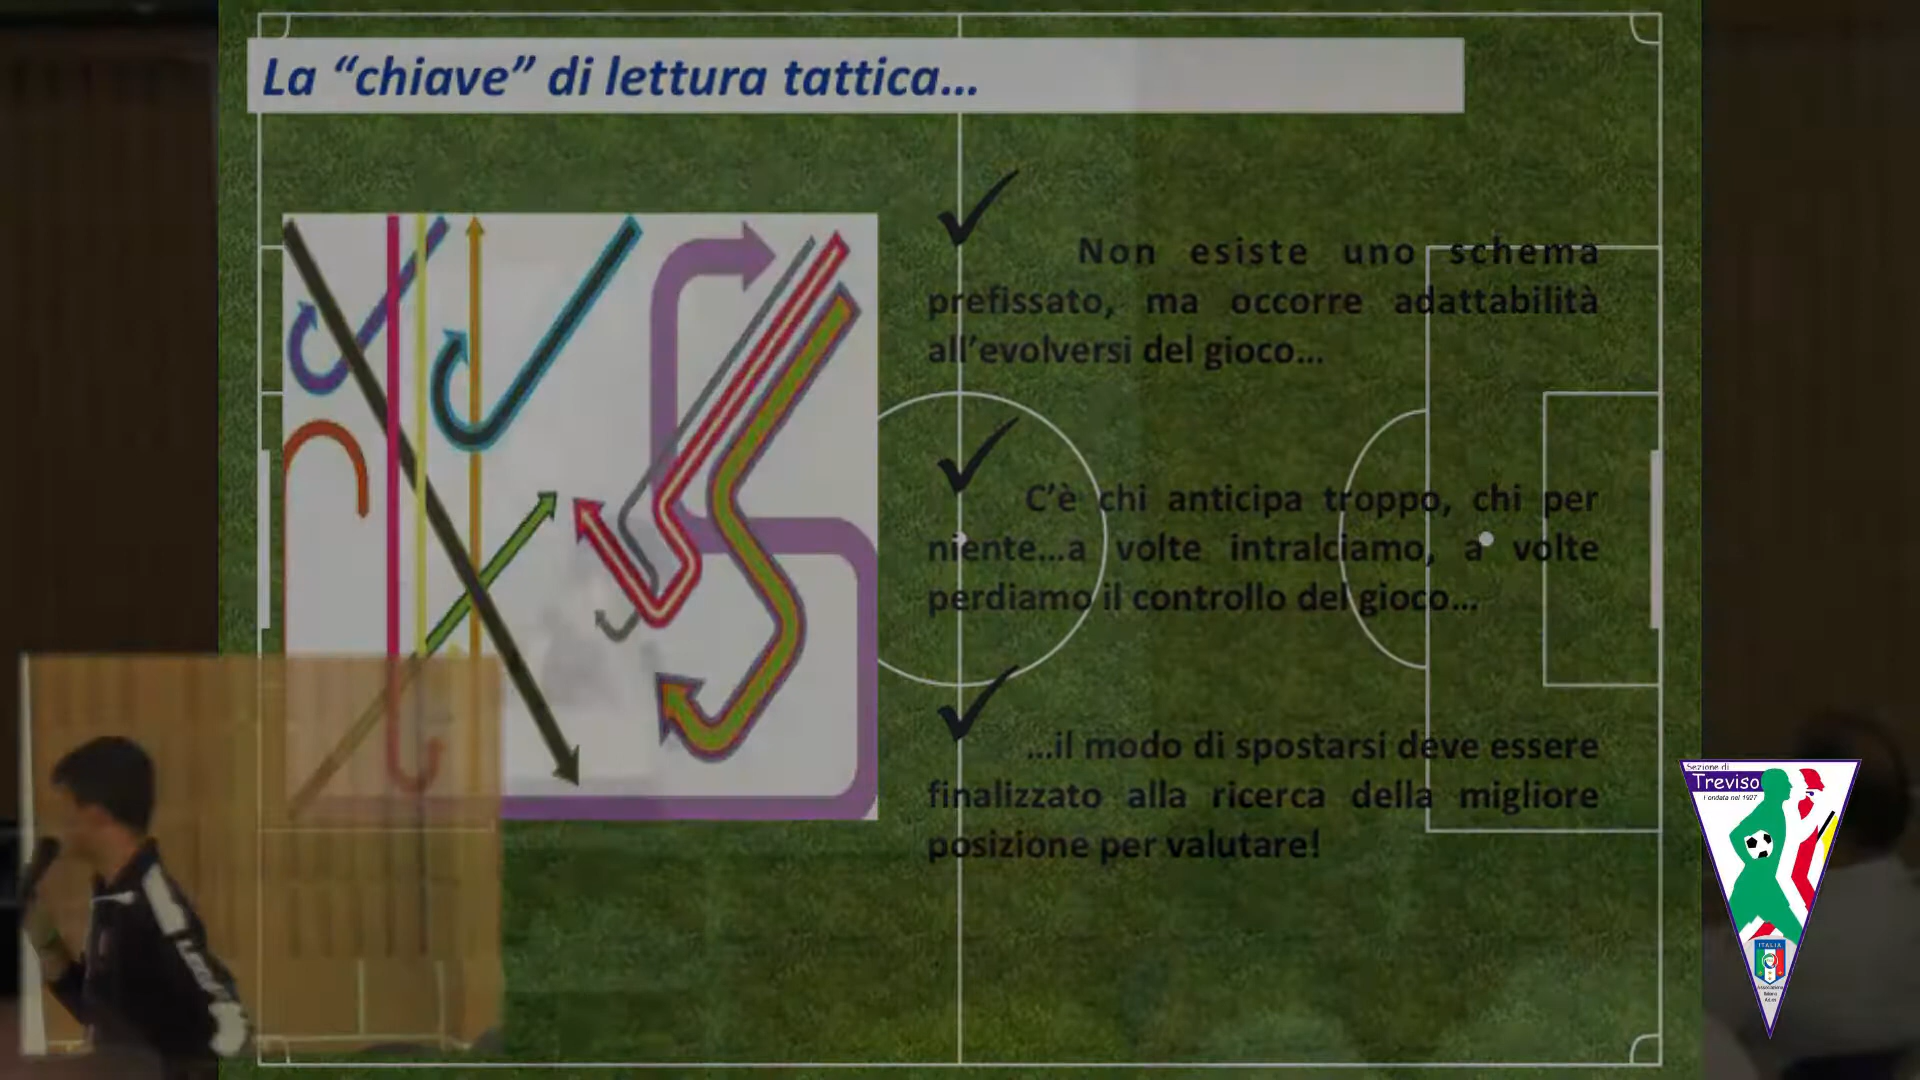 La “chiave” di lettura tattica...
Non esiste uno schema
prefissato, ma occorre adattabilità
all’evolversi del gioco...
C’è chi anticipa troppo, chi per
niente...a volte intralciamo, a volte
perdiamo il controllo del gioco...
...il modo di spostarsi deve essere
finalizzato alla ricerca della migliore
posizione per valutare!
Sezione di
Treviso
Fondata nel 1927
ITALIA